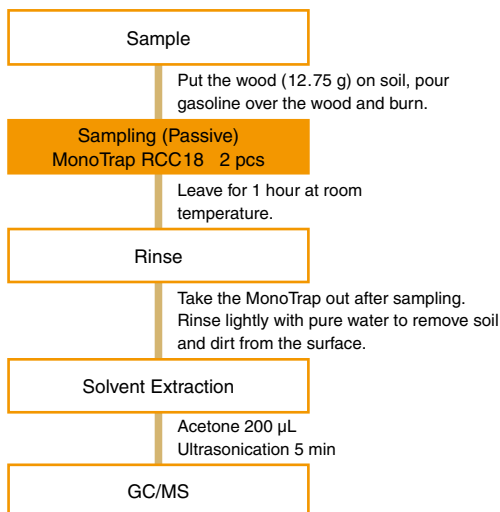 Sample
Put the wood (12.75 g) on soil, pour
gasoline over the wood and burn.
Sampling (Passive)
MonoTrap RCC18 2 pcs
Leave for 1 hour at room
temperature.
Rinse
Take the MonoTrap out after sampling.
Rinse lightly with pure water to remove soil
and dirt from the surface.
Solvent Extraction
Acetone 200 µL
Ultrasonication 5 min
GC/MS